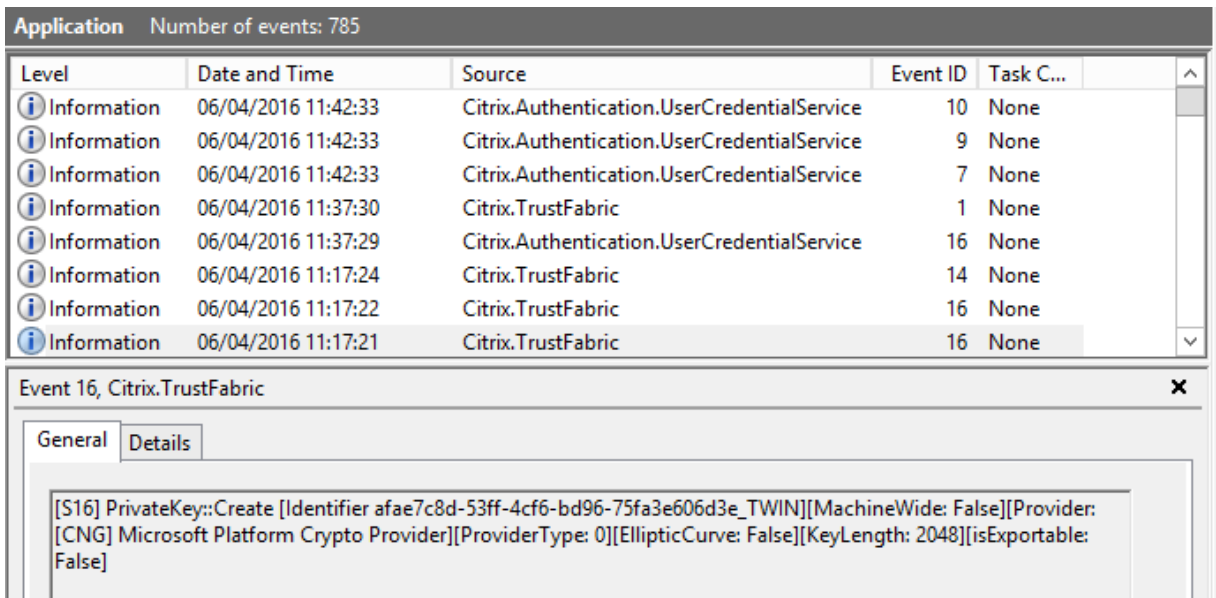 Application Number of events: 785
Level Date and Time Source Event ID Task C...
Information 06/04/2016 11:42:33 Citrix.Authentication.UserCredentialService 10 None
Information 06/04/2016 11:42:33 Citrix.Authentication.UserCredentialService 9 None
Information 06/04/2016 11:42:33 Citrix.Authentication.UserCredentialService 7 None
Information 06/04/2016 11:37:30 Citrix.TrustFabric 1 None
Information 06/04/2016 11:37:29 Citrix.Authentication.UserCredentialService 16 None
Information 06/04/2016 11:17:24 Citrix.TrustFabric 14 None
Information 06/04/2016 11:17:22 Citrix.TrustFabric 16 None
Information 06/04/2016 11:17:21 Citrix.TrustFabric 16 None
Event 16, Citrix.TrustFabric
General Details
[S16] PrivateKey::Create [Identifier afae7c8d-53ff-4cf6-bd96-75fa3e606d3e_TWIN][MachineWide: False][Provider:
[CNG] Microsoft Platform Crypto Provider][ProviderType: 0][EllipticCurve: False][KeyLength: 2048][isExportable:
False]